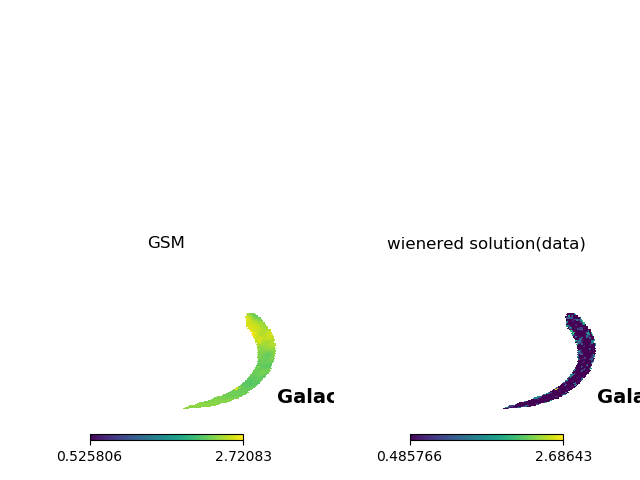 GSM
wienered solution(data)
Galac
Gala
0.525806
2.72083
0.485766
2.68643